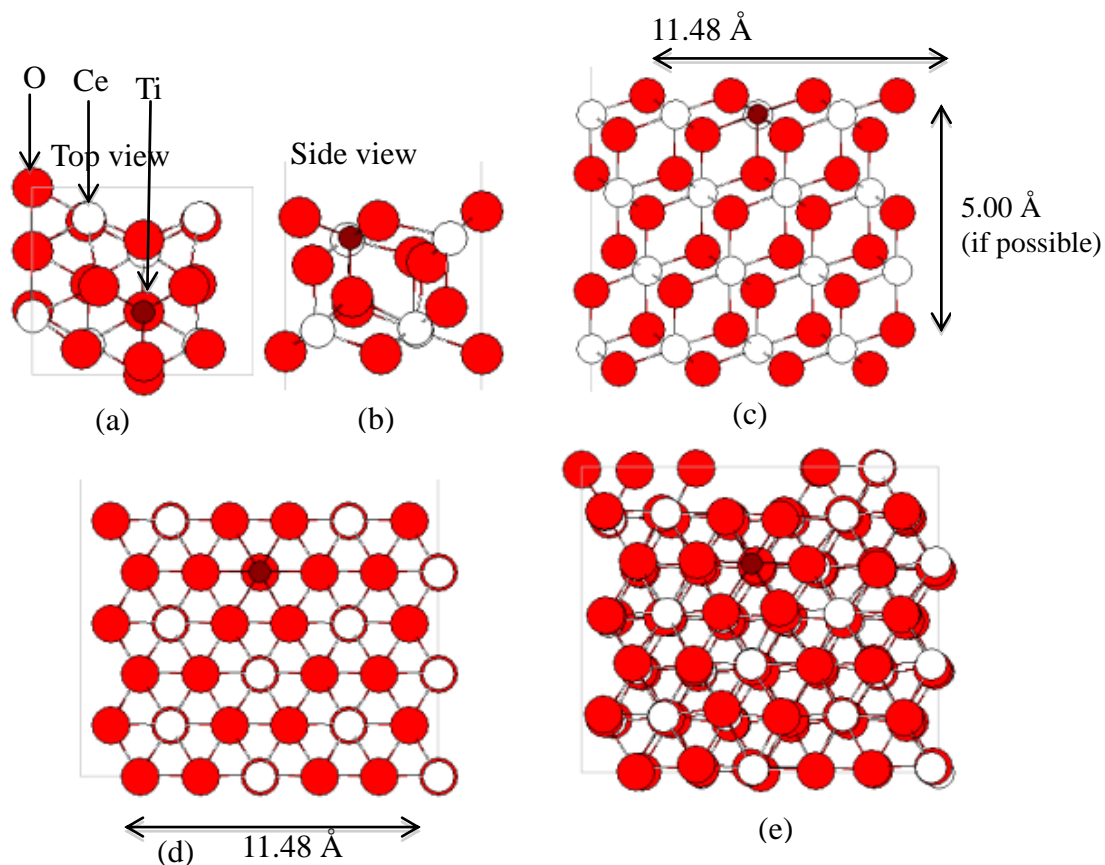 O
Ce
Ti
Top view
(a)
Side view
(b)
11.48 Å
5.00 Å
(if possible)
(c)
11.48 Å
(d)
(e)